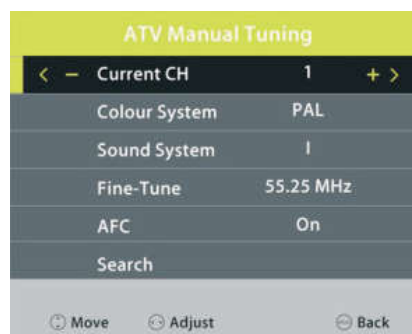 ATV Manual Tuning
< − Current CH 1 + >
Colour System PAL
Sound System I
Fine-Tune 55.25 MHz
AFC On
Search
Move Adjust Back